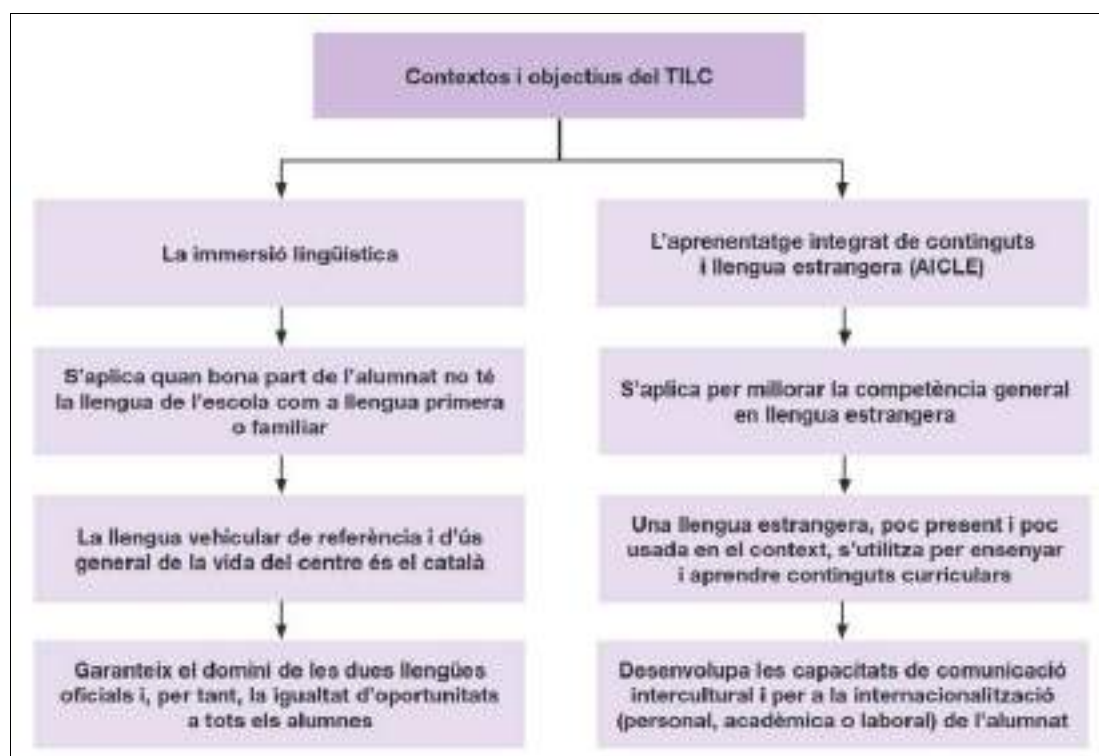 Contextos i objectius del TILC
La immersió lingüística
S'aplica quan bona part de l'alumnat no té
la llengua de l'escola com a llengua primera
o familiar
La llengua vehicular de referència i d'ús
general de la vida del centre és el català
Garanteix el domini de les dues llengües
oficials i, per tant, la igualtat d'oportunitats
a tots els alumnes
L'aprenentatge integrat de continguts
i llengua estrangera (AICLE)
S'aplica per millorar la competència general
en llengua estrangera
Una llengua estrangera, poc present i poc
usada en el context, s'utilitza per ensenyar
i aprendre continguts curriculars
Desenvolupa les capacitats de comunicació
intercultural i per a la internacionalització
(personal, acadèmica o laboral) de l'alumnat